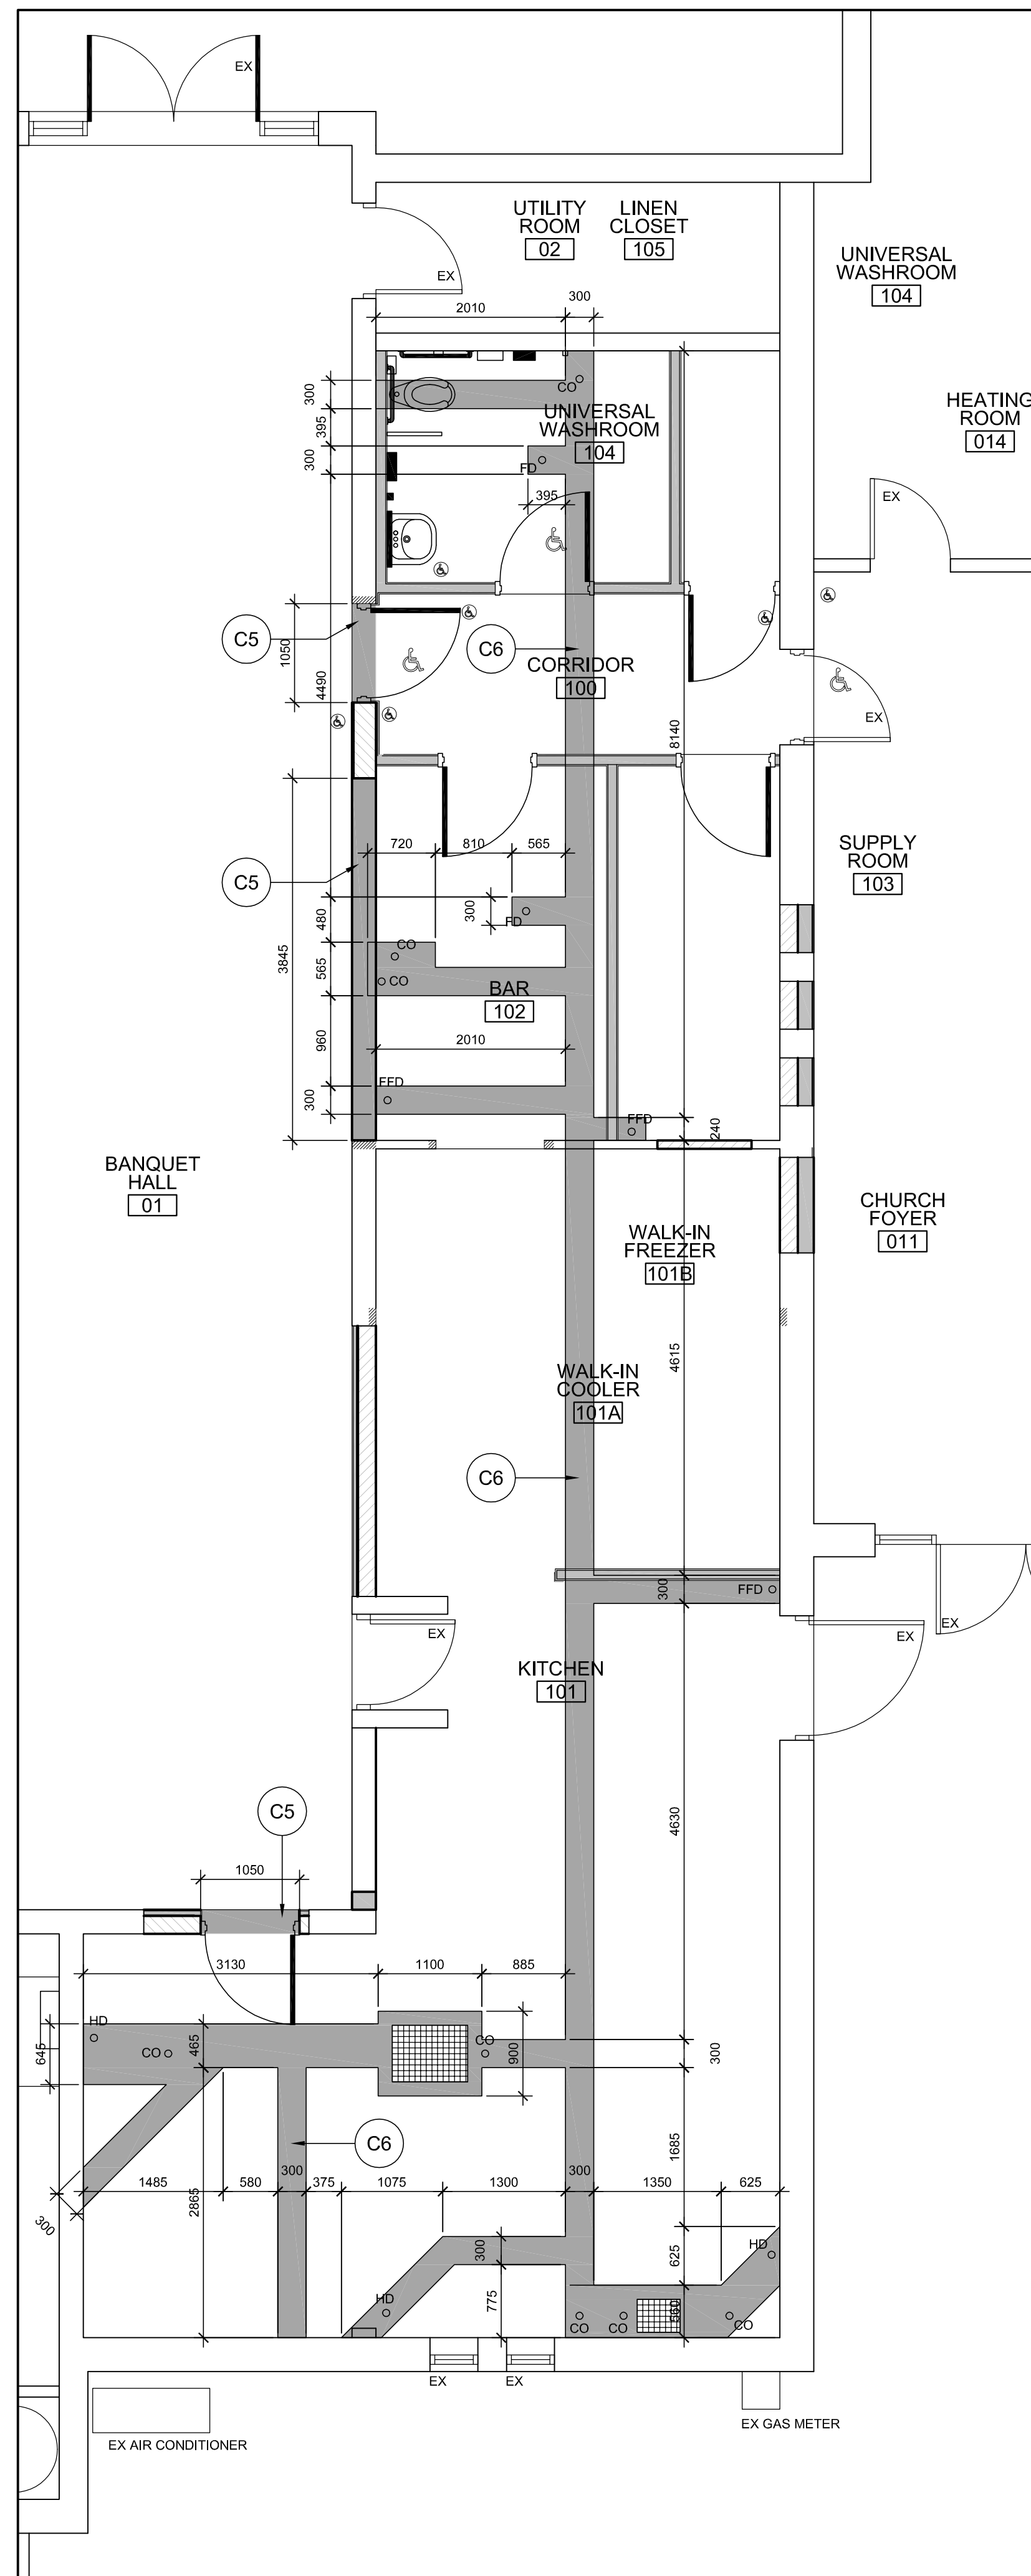 EX
UTILITY
ROOM
02
LINEN
CLOSET
105
UNIVERSAL
WASHROOM
104
EX
2010
300
HEATING
ROOM
014
300
CO
395
UNIVERSAL
WASHROOM
104
300
FD
395
EX
C5
1050
C6
CORRIDOR
100
4490
8140
EX
720
810
565
SUPPLY
ROOM
103
C5
300
FD
480
CO
3845
565
CO
BAR
102
960
2010
FFD
300
FFD
240
BANQUET
HALL
01
CHURCH
FOYER
011
WALK-IN
FREEZER
101B
4615
WALK-IN
COOLER
101A
C6
300
FFD
EX
EX
EX
KITCHEN
101
C5
4630
1050
3130
1100
885
HD
CO
CO
645
465
900
300
C6
1685
1485
580
300
375
1075
1300
300
1350
625
2865
300
300
HD
625
HD
775
560
CO
CO
CO
EX
EX
EX GAS METER
EX AIR CONDITIONER